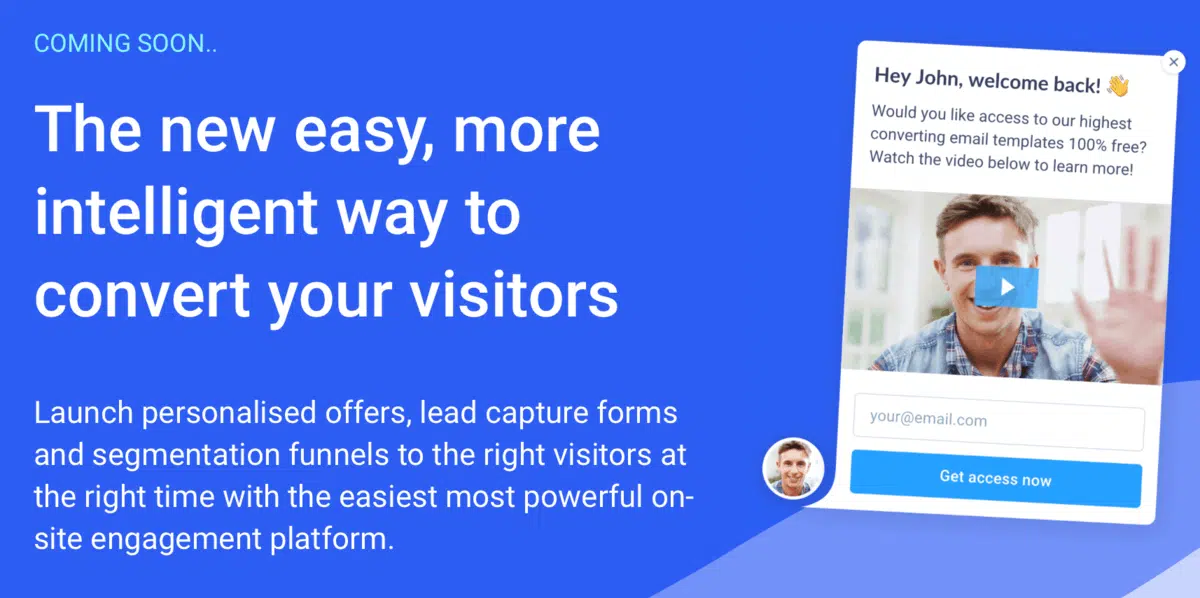 COMING SOON..
The new easy, more
intelligent way to
convert your visitors
Launch personalised offers, lead capture forms
and segmentation funnels to the right visitors at
the right time with the easiest most powerful on-
site engagement platform.
Hey John, welcome back! 👋
Would you like access to our highest
converting email templates 100% free?
Watch the video below to learn more!
your@email.com
Get access now